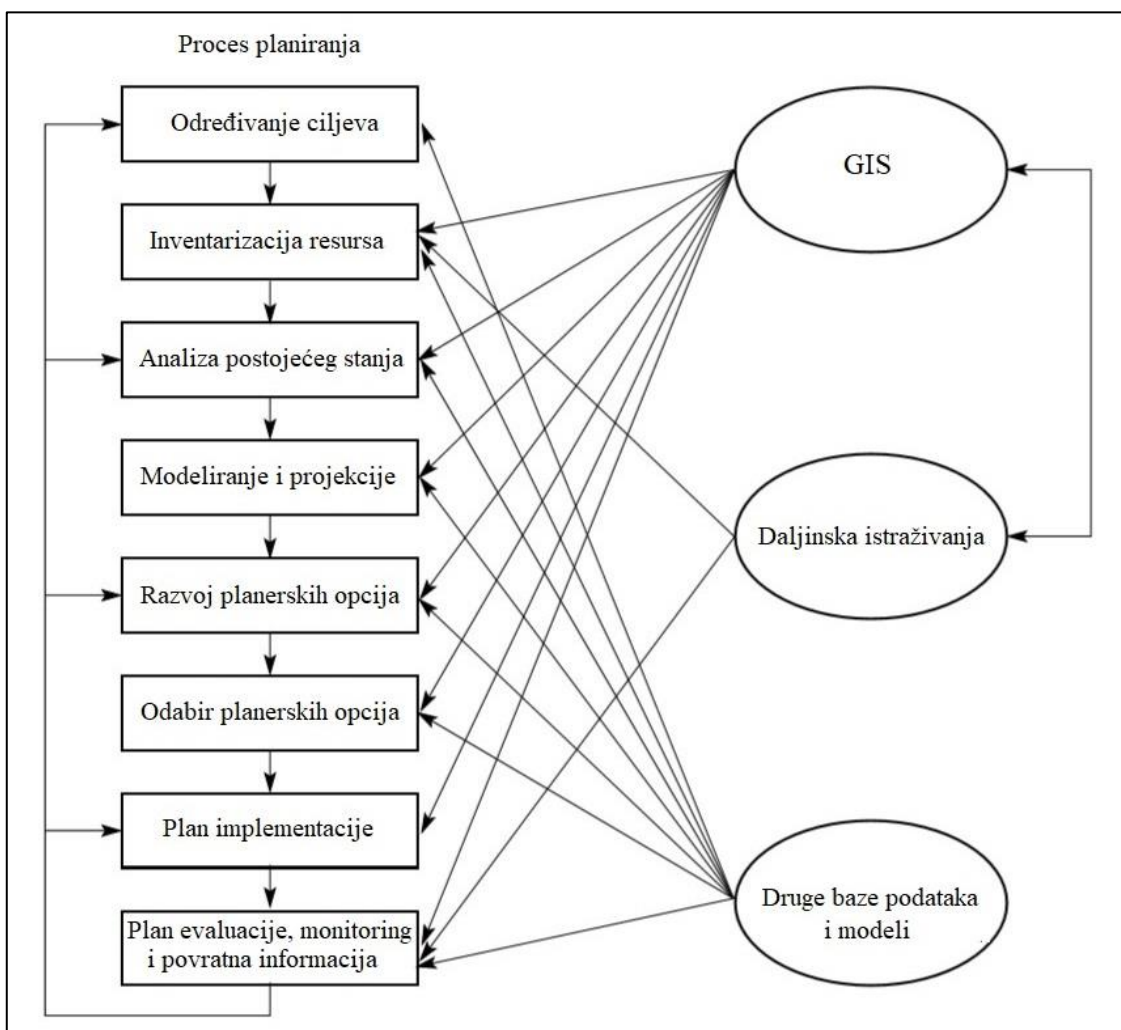 Proces planiranja
Određivanje ciljeva
Inventarizacija resursa
Analiza postojećeg stanja
Modeliranje i projekcije
Razvoj planerskih opcija
Odabir planerskih opcija
Plan implementacije
Plan evaluacije, monitoring
i povratna informacija
GIS
Daljinska istraživanja
Druge baze podataka
i modeli